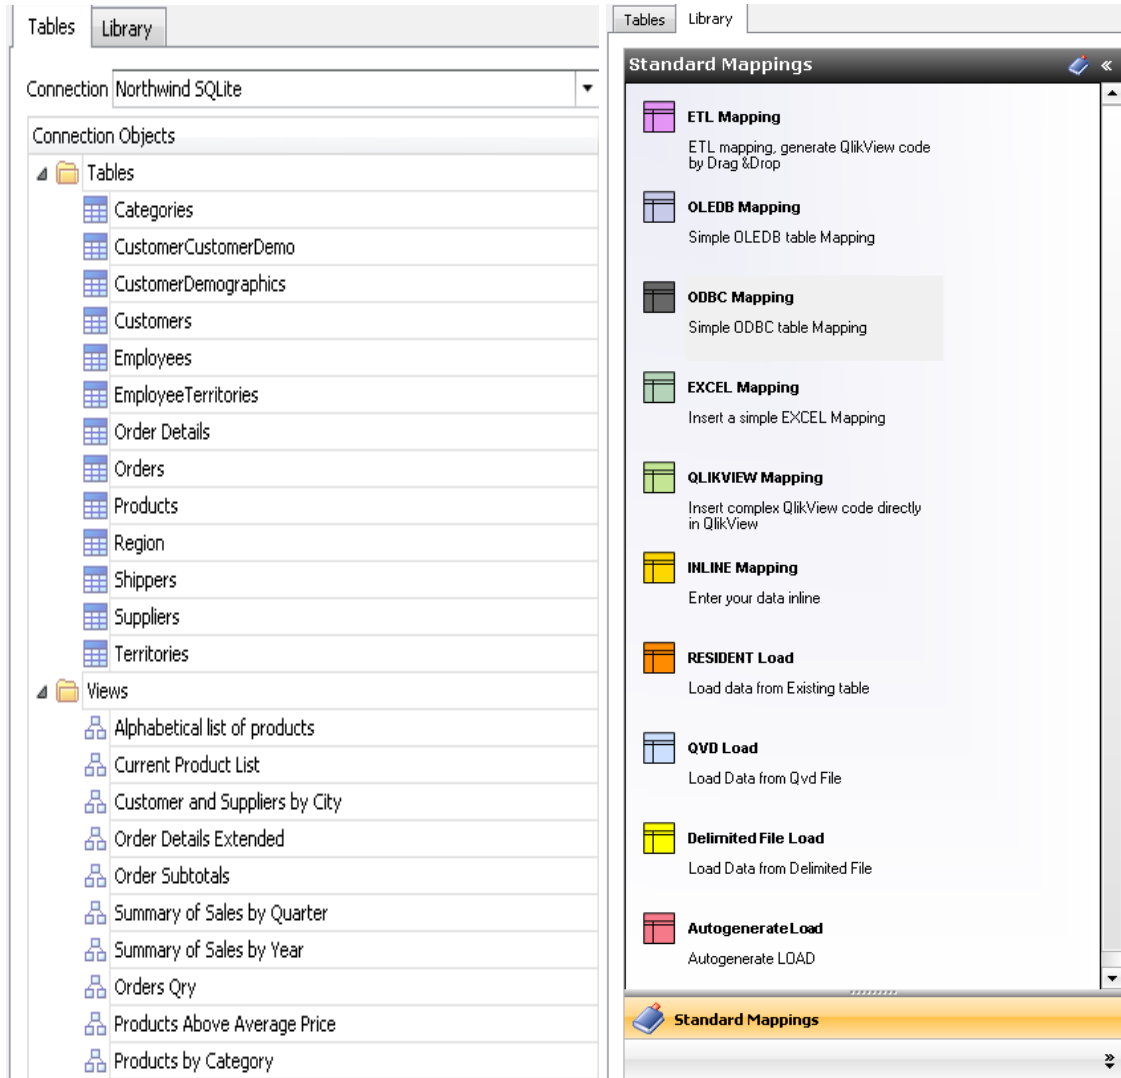 Tables
Library
Connection Northwind SQLite
Connection Objects
Tables
Categories
CustomerCustomerDemo
CustomerDemographics
Customers
Employees
EmployeeTerritories
Order Details
Orders
Products
Region
Shippers
Suppliers
Territories
Views
Alphabetical list of products
Current Product List
Customer and Suppliers by City
Order Details Extended
Order Subtotals
Summary of Sales by Quarter
Summary of Sales by Year
Orders Qry
Products Above Average Price
Products by Category
Tables
Library
Standard Mappings
ETL Mapping
ETL mapping, generate QlikView code
by Drag &Drop
OLEDB Mapping
Simple OLEDB table Mapping
ODBC Mapping
Simple ODBC table Mapping
EXCEL Mapping
Insert a simple EXCEL Mapping
QLIKVIEW Mapping
Insert complex QlikView code directly
in QlikView
INLINE Mapping
Enter your data inline
RESIDENT Load
Load data from Existing table
QVD Load
Load Data from Qvd File
Delimited File Load
Load Data from Delimited File
Autogenerate Load
Autogenerate LOAD
Standard Mappings